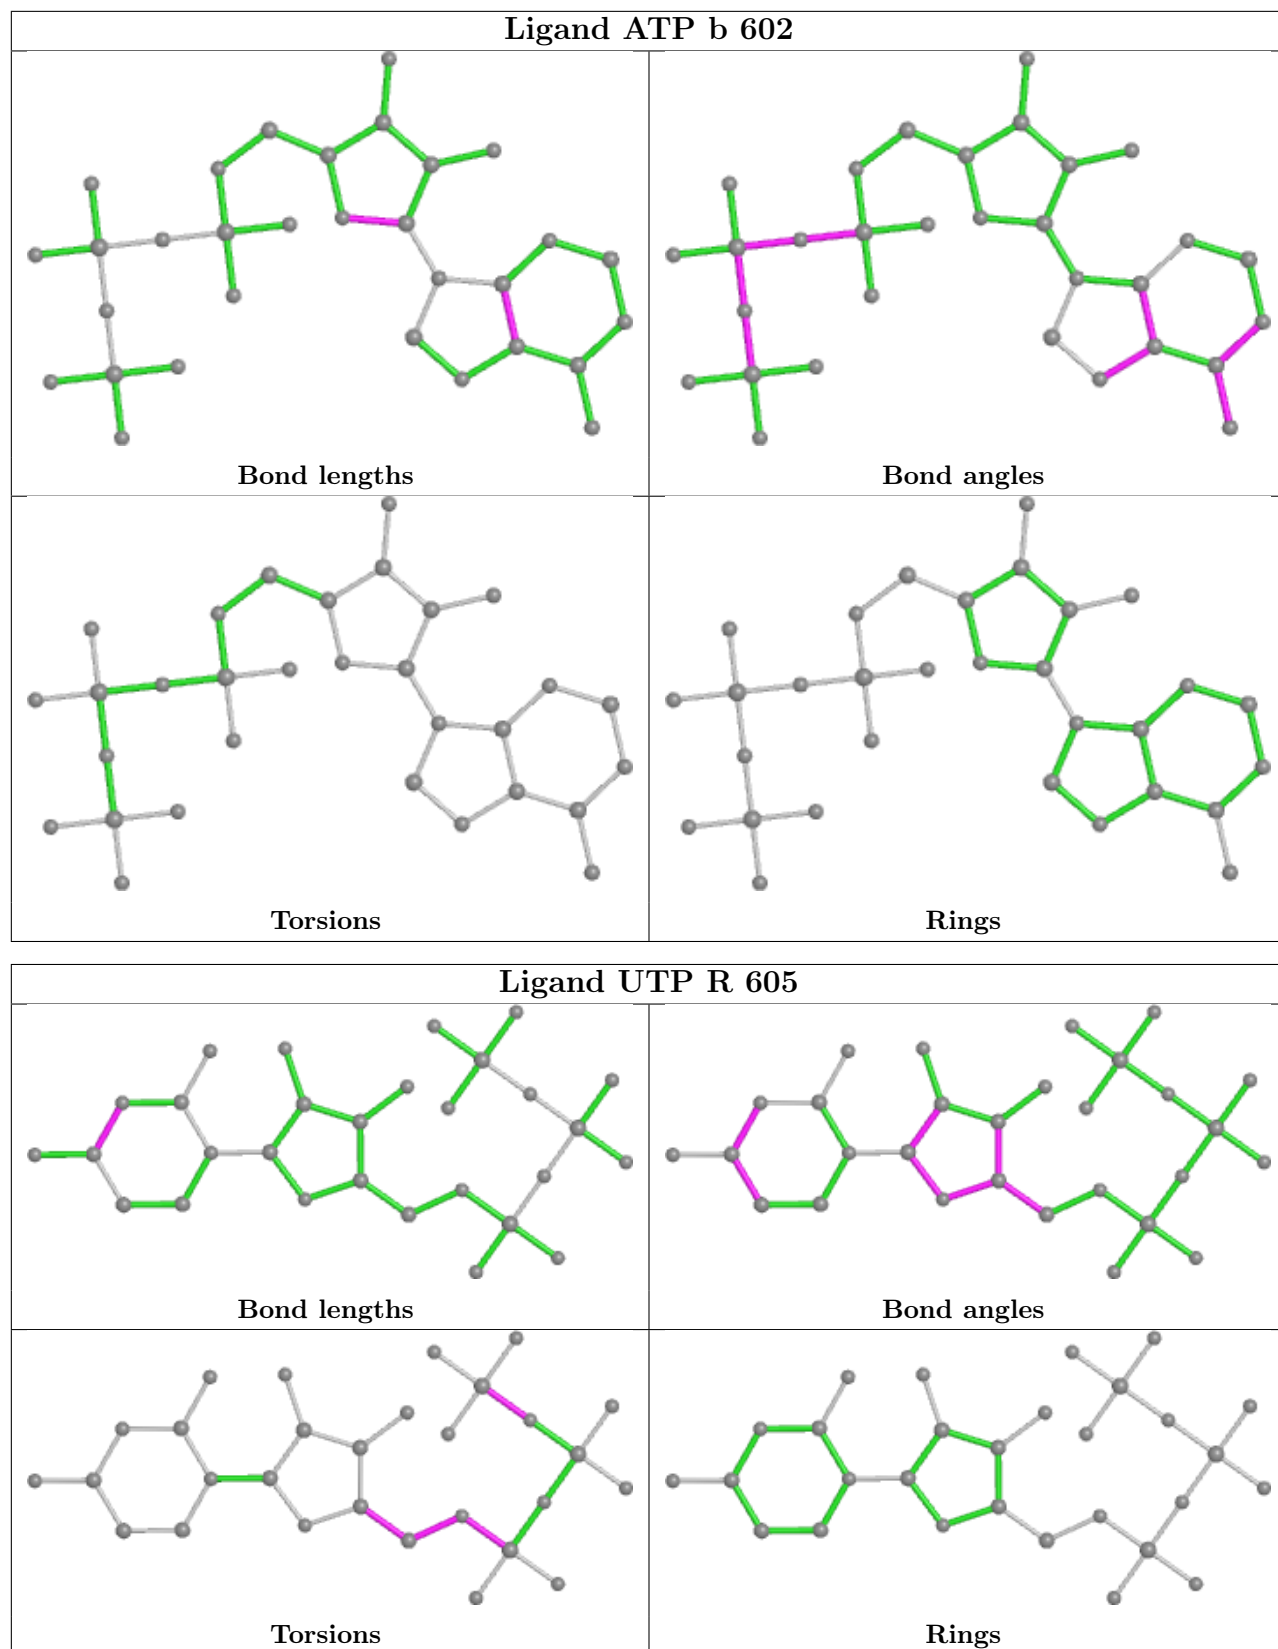 Ligand ATP b 602
Bond lengths
Bond angles
Torsions
Rings
Ligand UTP R 605
Bond lengths
Bond angles
Torsions
Rings